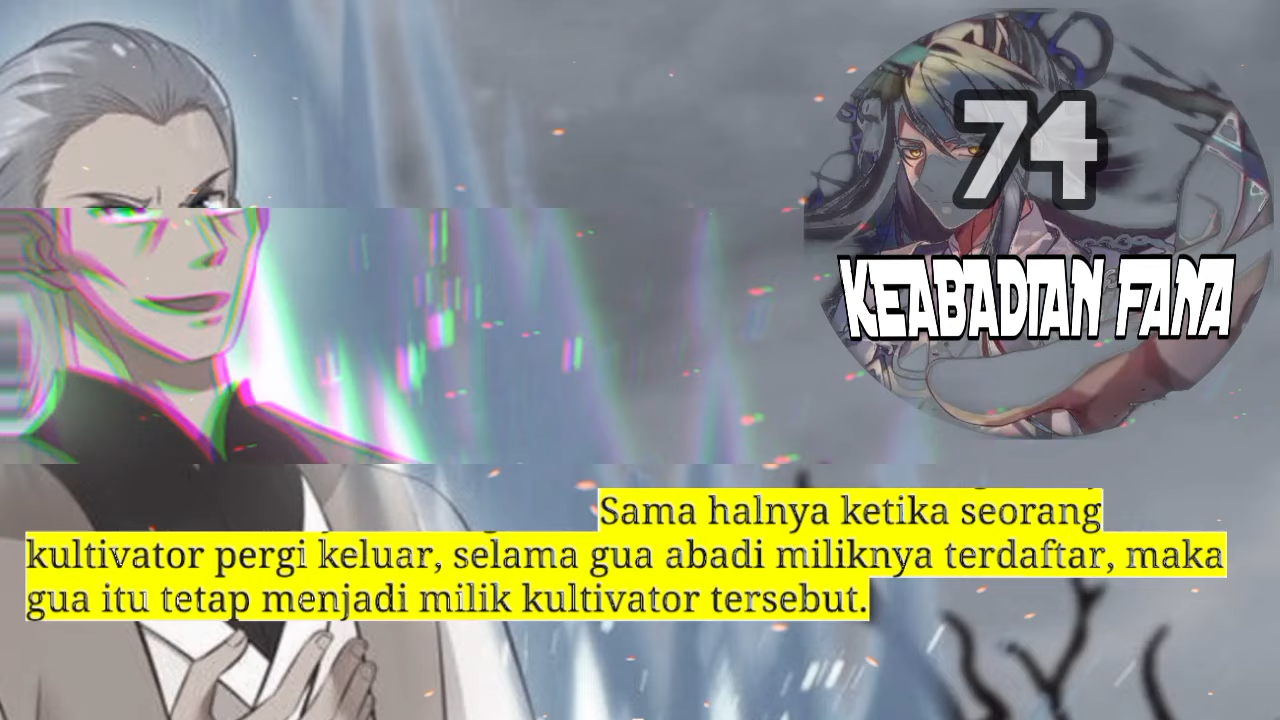 74
KEABADIAN FANA
Sama halnya ketika seorang
kultivator pergi keluar, selama gua abadi miliknya terdaftar, maka
gua itu tetap menjadi milik kultivator tersebut.